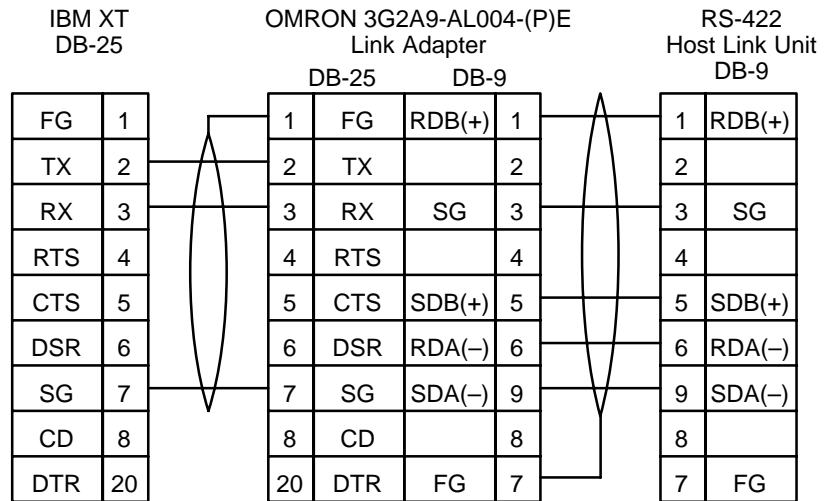 IBM XT OMRON 3G2A9-AL004-(P)E RS-422
DB-25 Link Adapter Host Link Unit
DB-25 DB-9 DB-9
FG 1 1 FG RDB(+) 1 1 RDB(+)
TX 2 2 TX 2 2
RX 3 3 RX SG 3 3 SG
RTS 4 4 RTS 4 4
CTS 5 5 CTS SDB(+) 5 5 SDB(+)
DSR 6 6 DSR RDA(–) 6 6 RDA(–)
SG 7 7 SG SDA(–) 9 9 SDA(–)
CD 8 8 CD 8 8
DTR 20 20 DTR FG 7 7 FG